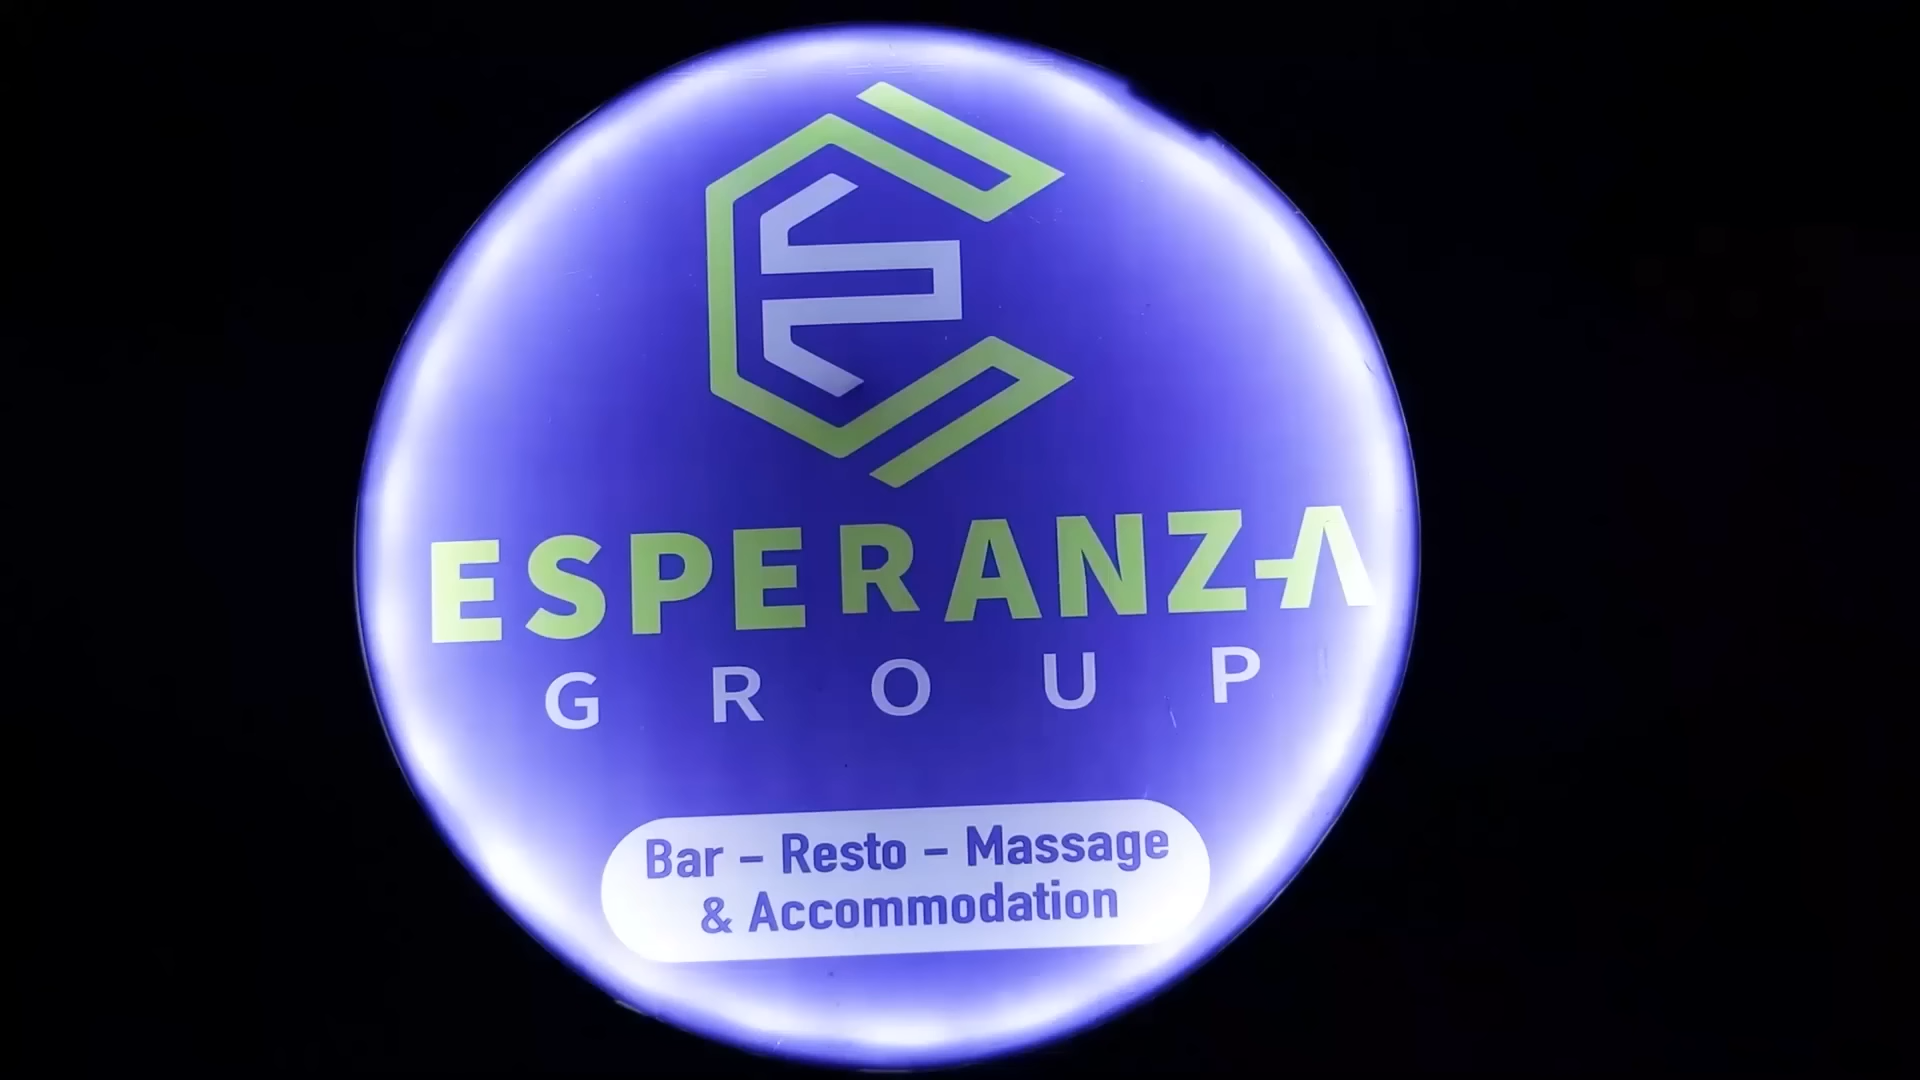 ESPERANZA
GROUP
Bar – Resto – Massage
& Accommodation